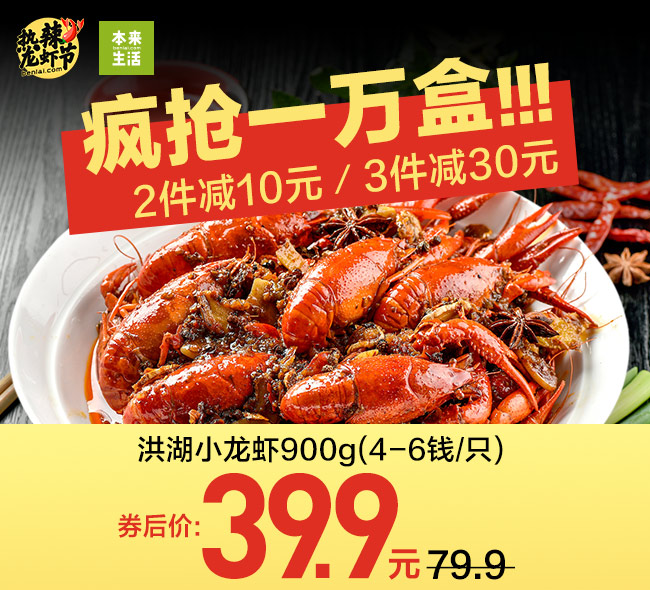 热辣
龙虾节
benlai.com
本来
benlai.com
生活
疯抢一万盒!!!
2件减10元 / 3件减30元
洪湖小龙虾900g(4-6钱/只)
券后价:39.9元 79.9